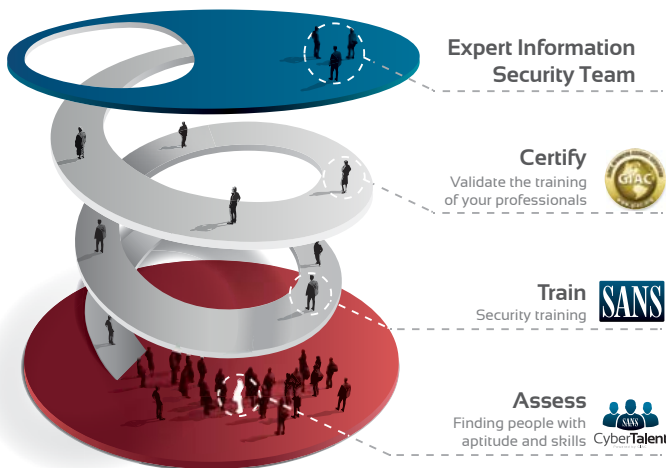 Expert Information
Security Team
Certify
Validate the training
of your professionals
GIAC
Train
Security training
SANS
Assess
Finding people with
aptitude and skills
SANS
CyberTalent